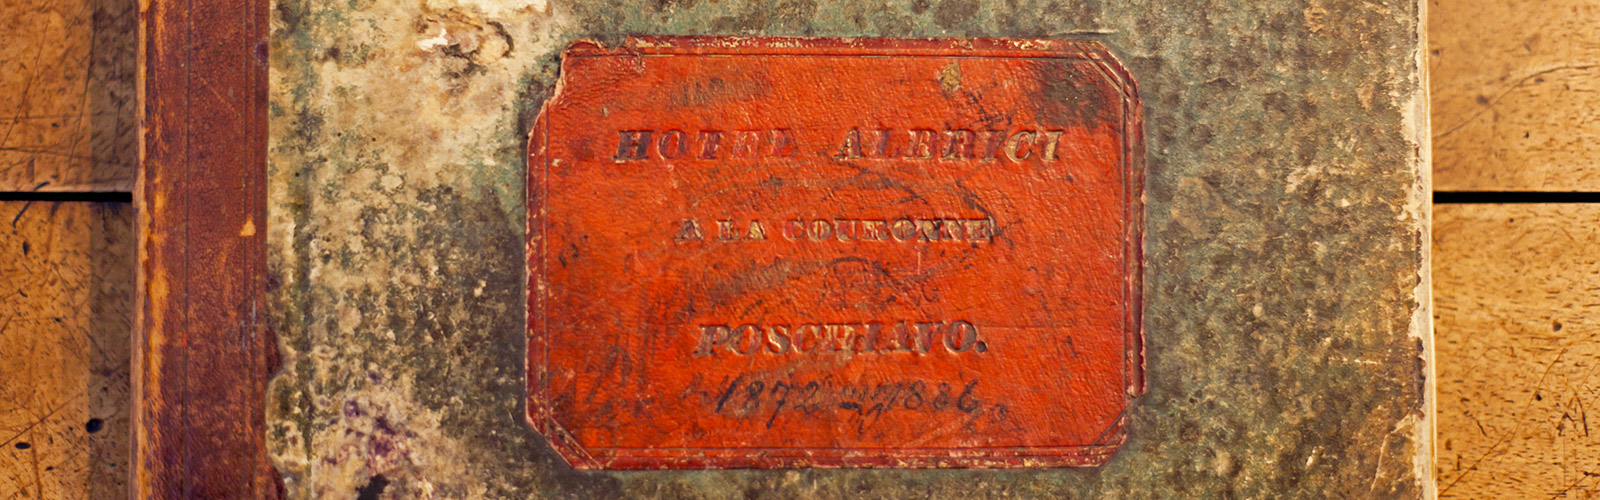 HOTEL ALBRICI
A LA COURONNE
POSCHIAVO.
1872 1886